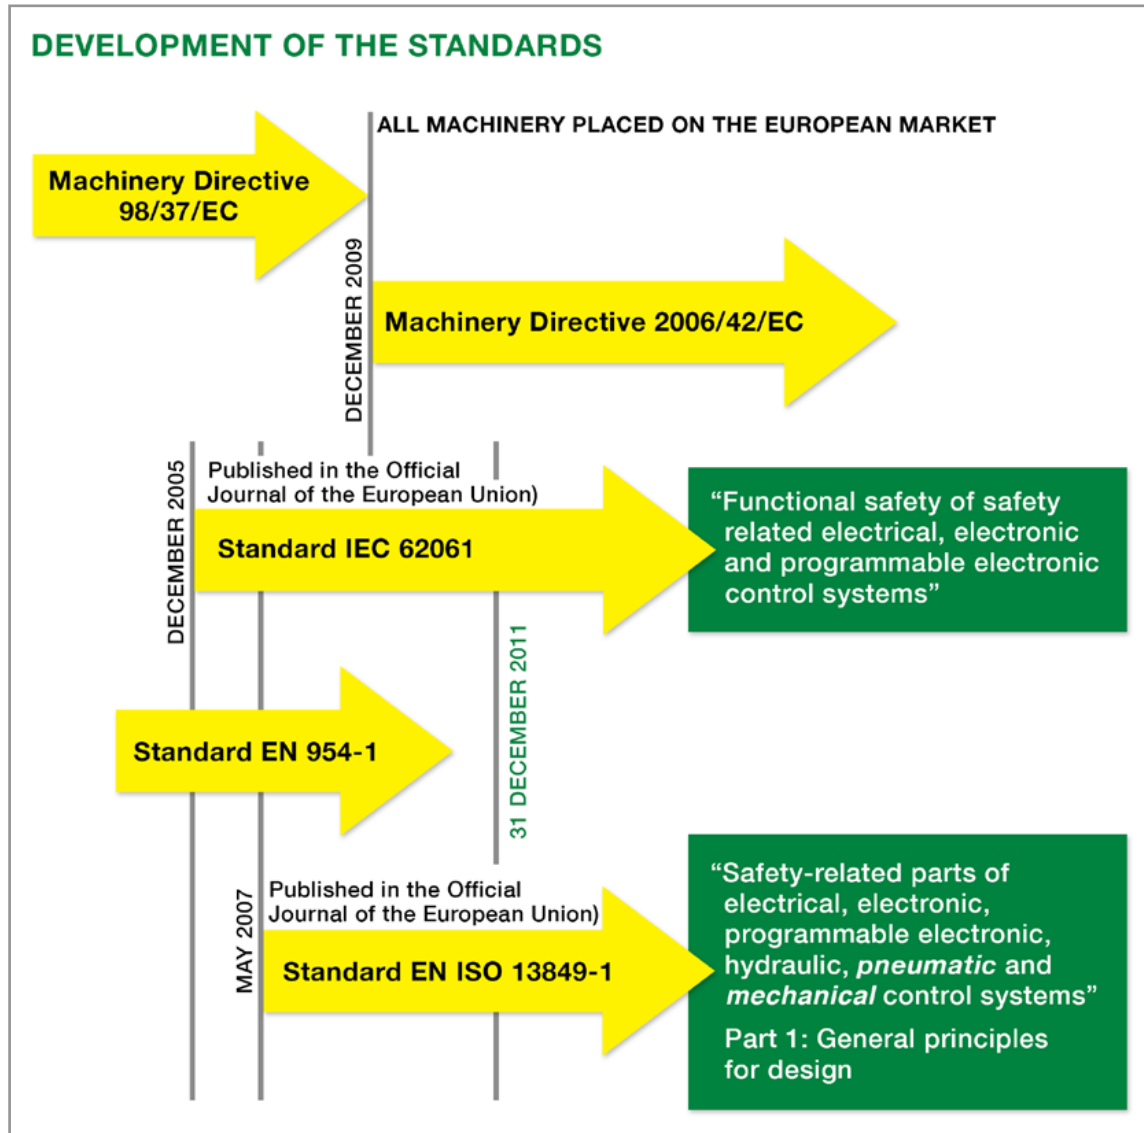 DEVELOPMENT OF THE STANDARDS
ALL MACHINERY PLACED ON THE EUROPEAN MARKET
Machinery Directive
98/37/EC
DECEMBER 2009
Machinery Directive 2006/42/EC
DECEMBER 2005
Published in the Official
Journal of the European Union)
Standard IEC 62061
“Functional safety of safety
related electrical, electronic
and programmable electronic
control systems”
31 DECEMBER 2011
Standard EN 954-1
MAY 2007
Published in the Official
Journal of the European Union)
Standard EN ISO 13849-1
“Safety-related parts of
electrical, electronic,
programmable electronic,
hydraulic, pneumatic and
mechanical control systems”
Part 1: General principles
for design